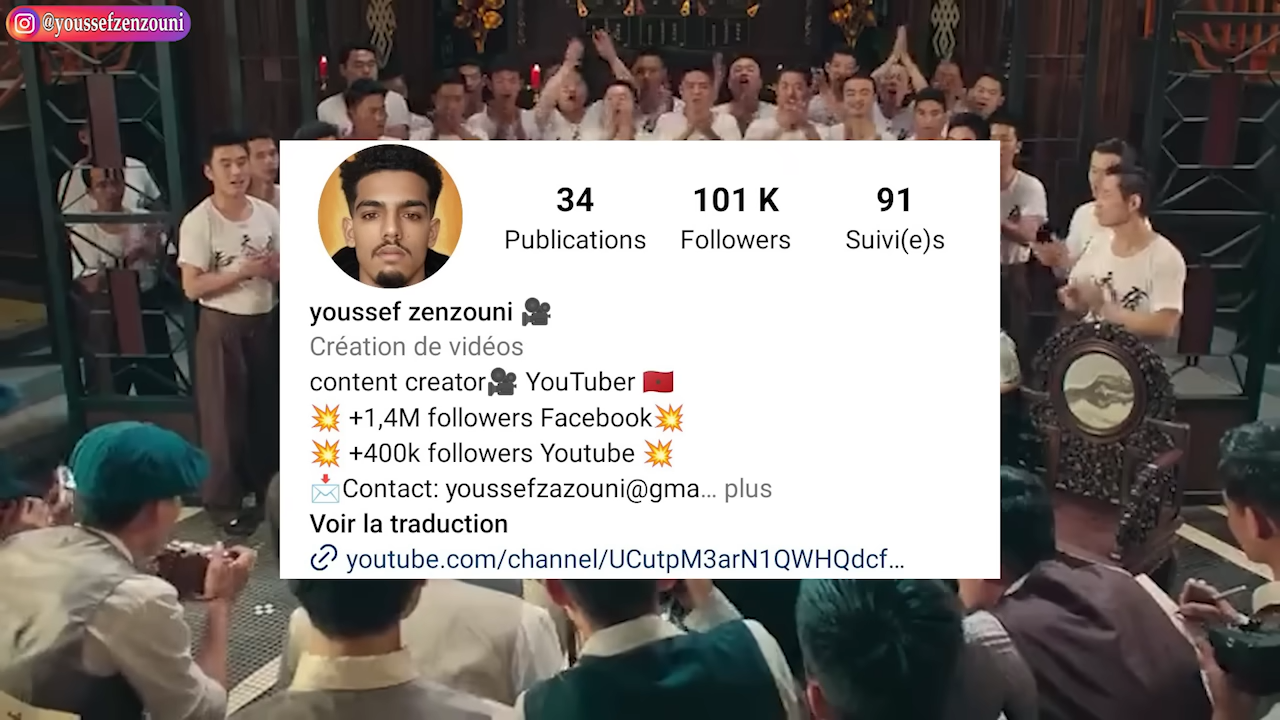 @youssefzenzouni
34 101 K 91
Publications Followers Suivi(e)s
youssef zenzouni 🎥
Création de vidéos
content creator🎥 YouTuber 🇲🇦
💥 +1,4M followers Facebook💥
💥 +400k followers Youtube 💥
📩Contact: youssefzazouni@gma... plus
Voir la traduction
youtube.com/channel/UCutpM3arN1QWHQdcf...